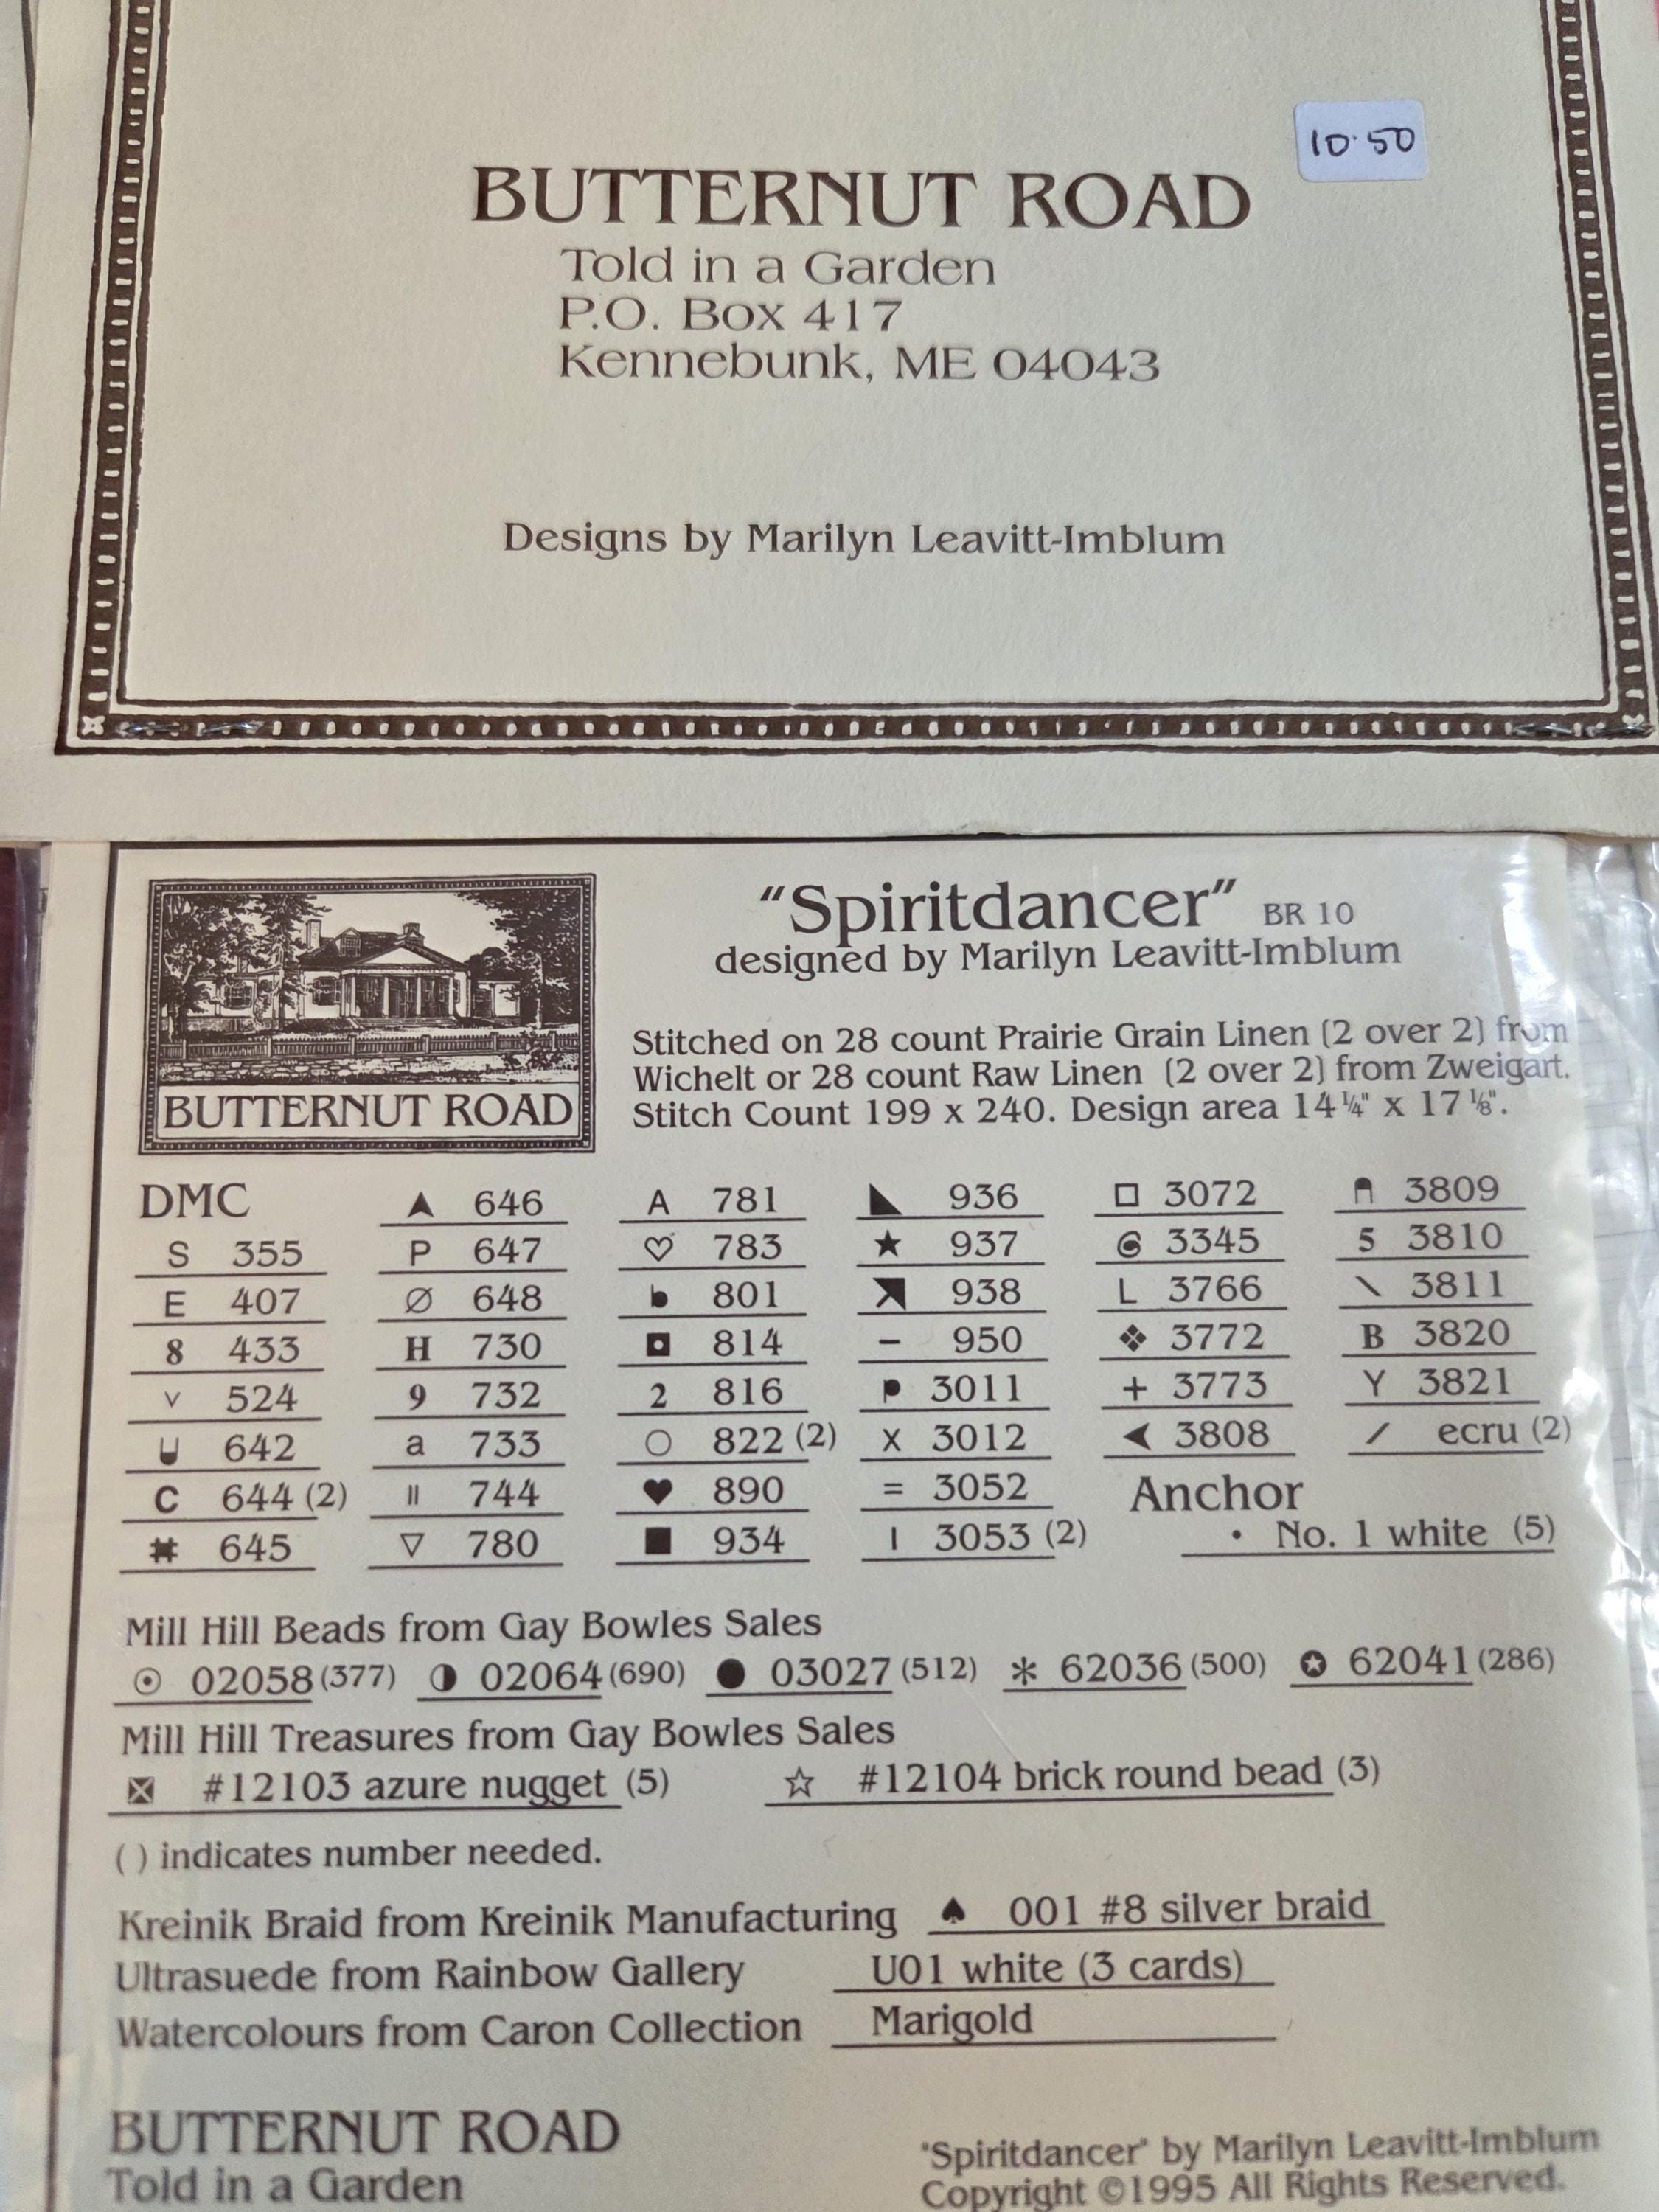 10.50
BUTTERNUT ROAD
Told in a Garden
P.O. Box 417
Kennebunk, ME 04043
Designs by Marilyn Leavitt-Imblum
"Spiritdancer" BR 10
designed by Marilyn Leavitt-Imblum
Stitched on 28 count Prairie Grain Linen (2 over 2) from
Wichelt or 28 count Raw Linen (2 over 2) from Zweigart.
Stitch Count 199 x 240. Design area 14¼" x 17⅛".
BUTTERNUT ROAD
DMC
S 355
E 407
8 433
v 524
642
C 644 (2)
# 645
646
P 647
Ø 648
H 730
9 732
a 733
॥ 744
▽ 780
A 781
♡ 783
801
◘ 814
2 816
○ 822 (2)
♥ 890
■ 934
◣ 936
★ 937
938
– 950
3011
x 3012
= 3052
I 3053 (2)
□ 3072
3345
L 3766
❖ 3772
+ 3773
3808
3809
5 3810
\ 3811
B 3820
Y 3821
/ ecru (2)
Anchor
• No. 1 white (5)
Mill Hill Beads from Gay Bowles Sales
⊙ 02058 (377) ◑ 02064 (690) ● 03027 (512) * 62036 (500) ✪ 62041 (286)
Mill Hill Treasures from Gay Bowles Sales
#12103 azure nugget (5) ☆ #12104 brick round bead (3)
( ) indicates number needed.
Kreinik Braid from Kreinik Manufacturing ♠ 001 #8 silver braid
Ultrasuede from Rainbow Gallery U01 white (3 cards)
Watercolours from Caron Collection Marigold
BUTTERNUT ROAD
Told in a Garden
"Spiritdancer" by Marilyn Leavitt-Imblum
Copyright ©1995 All Rights Reserved.